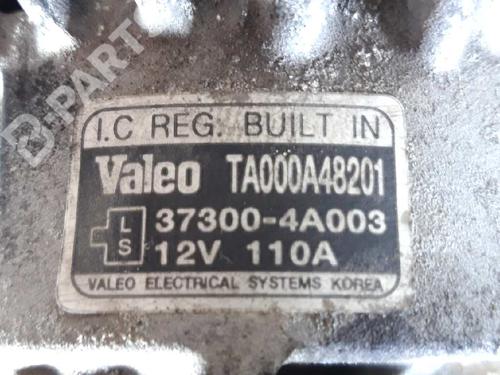 B-PARTS
I.C REG. BUILT IN
Valeo TA000A48201
L
S
37300-4A003
12V 110A
VALEO ELECTRICAL SYSTEMS KOREA